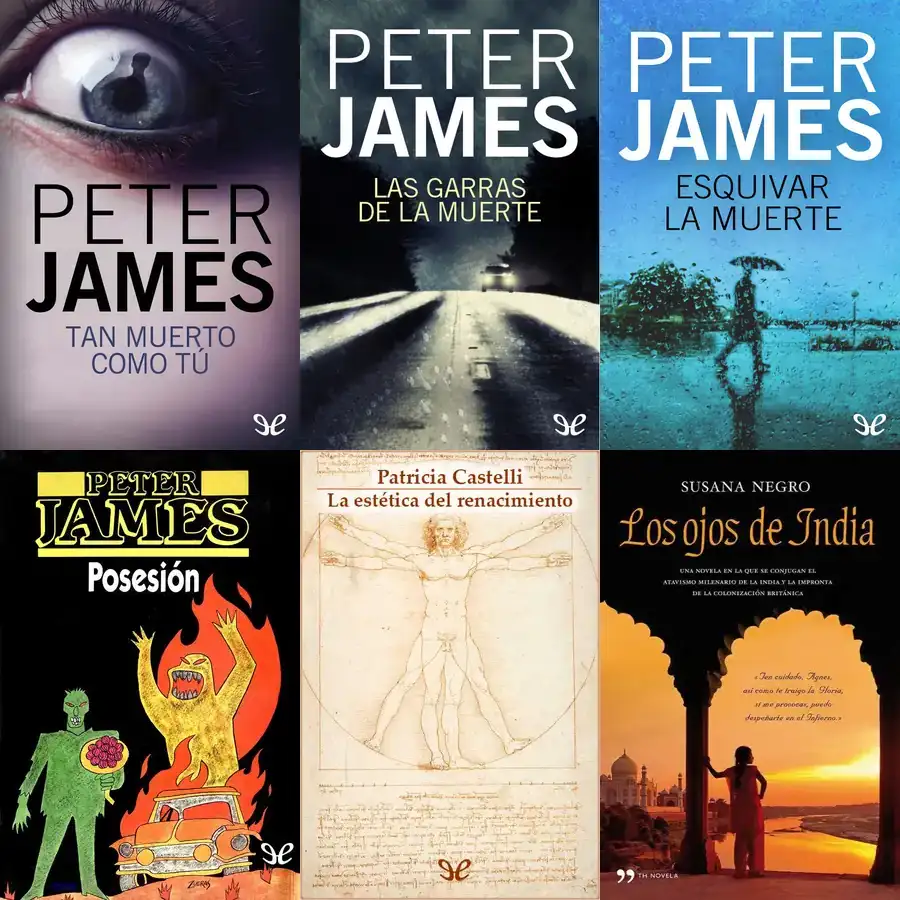 PETER
JAMES
TAN MUERTO
COMO TÚ
PETER
JAMES
LAS GARRAS
DE LA MUERTE
PETER
JAMES
ESQUIVAR
LA MUERTE
PETER
JAMES
Posesión
ZUERAS
Patricia Castelli
La estética del renacimiento
SUSANA NEGRO
Los ojos de India
UNA NOVELA EN LA QUE SE CONJUGAN EL
ATAVISMO MILENARIO DE LA INDIA Y LA IMPRONTA
DE LA COLONIZACIÓN BRITÁNICA
«Ten cuidado, Agnes,
así como te traigo la Gloria,
si me provocas, puedo
despeñarte en el Infierno.»
TH NOVELA